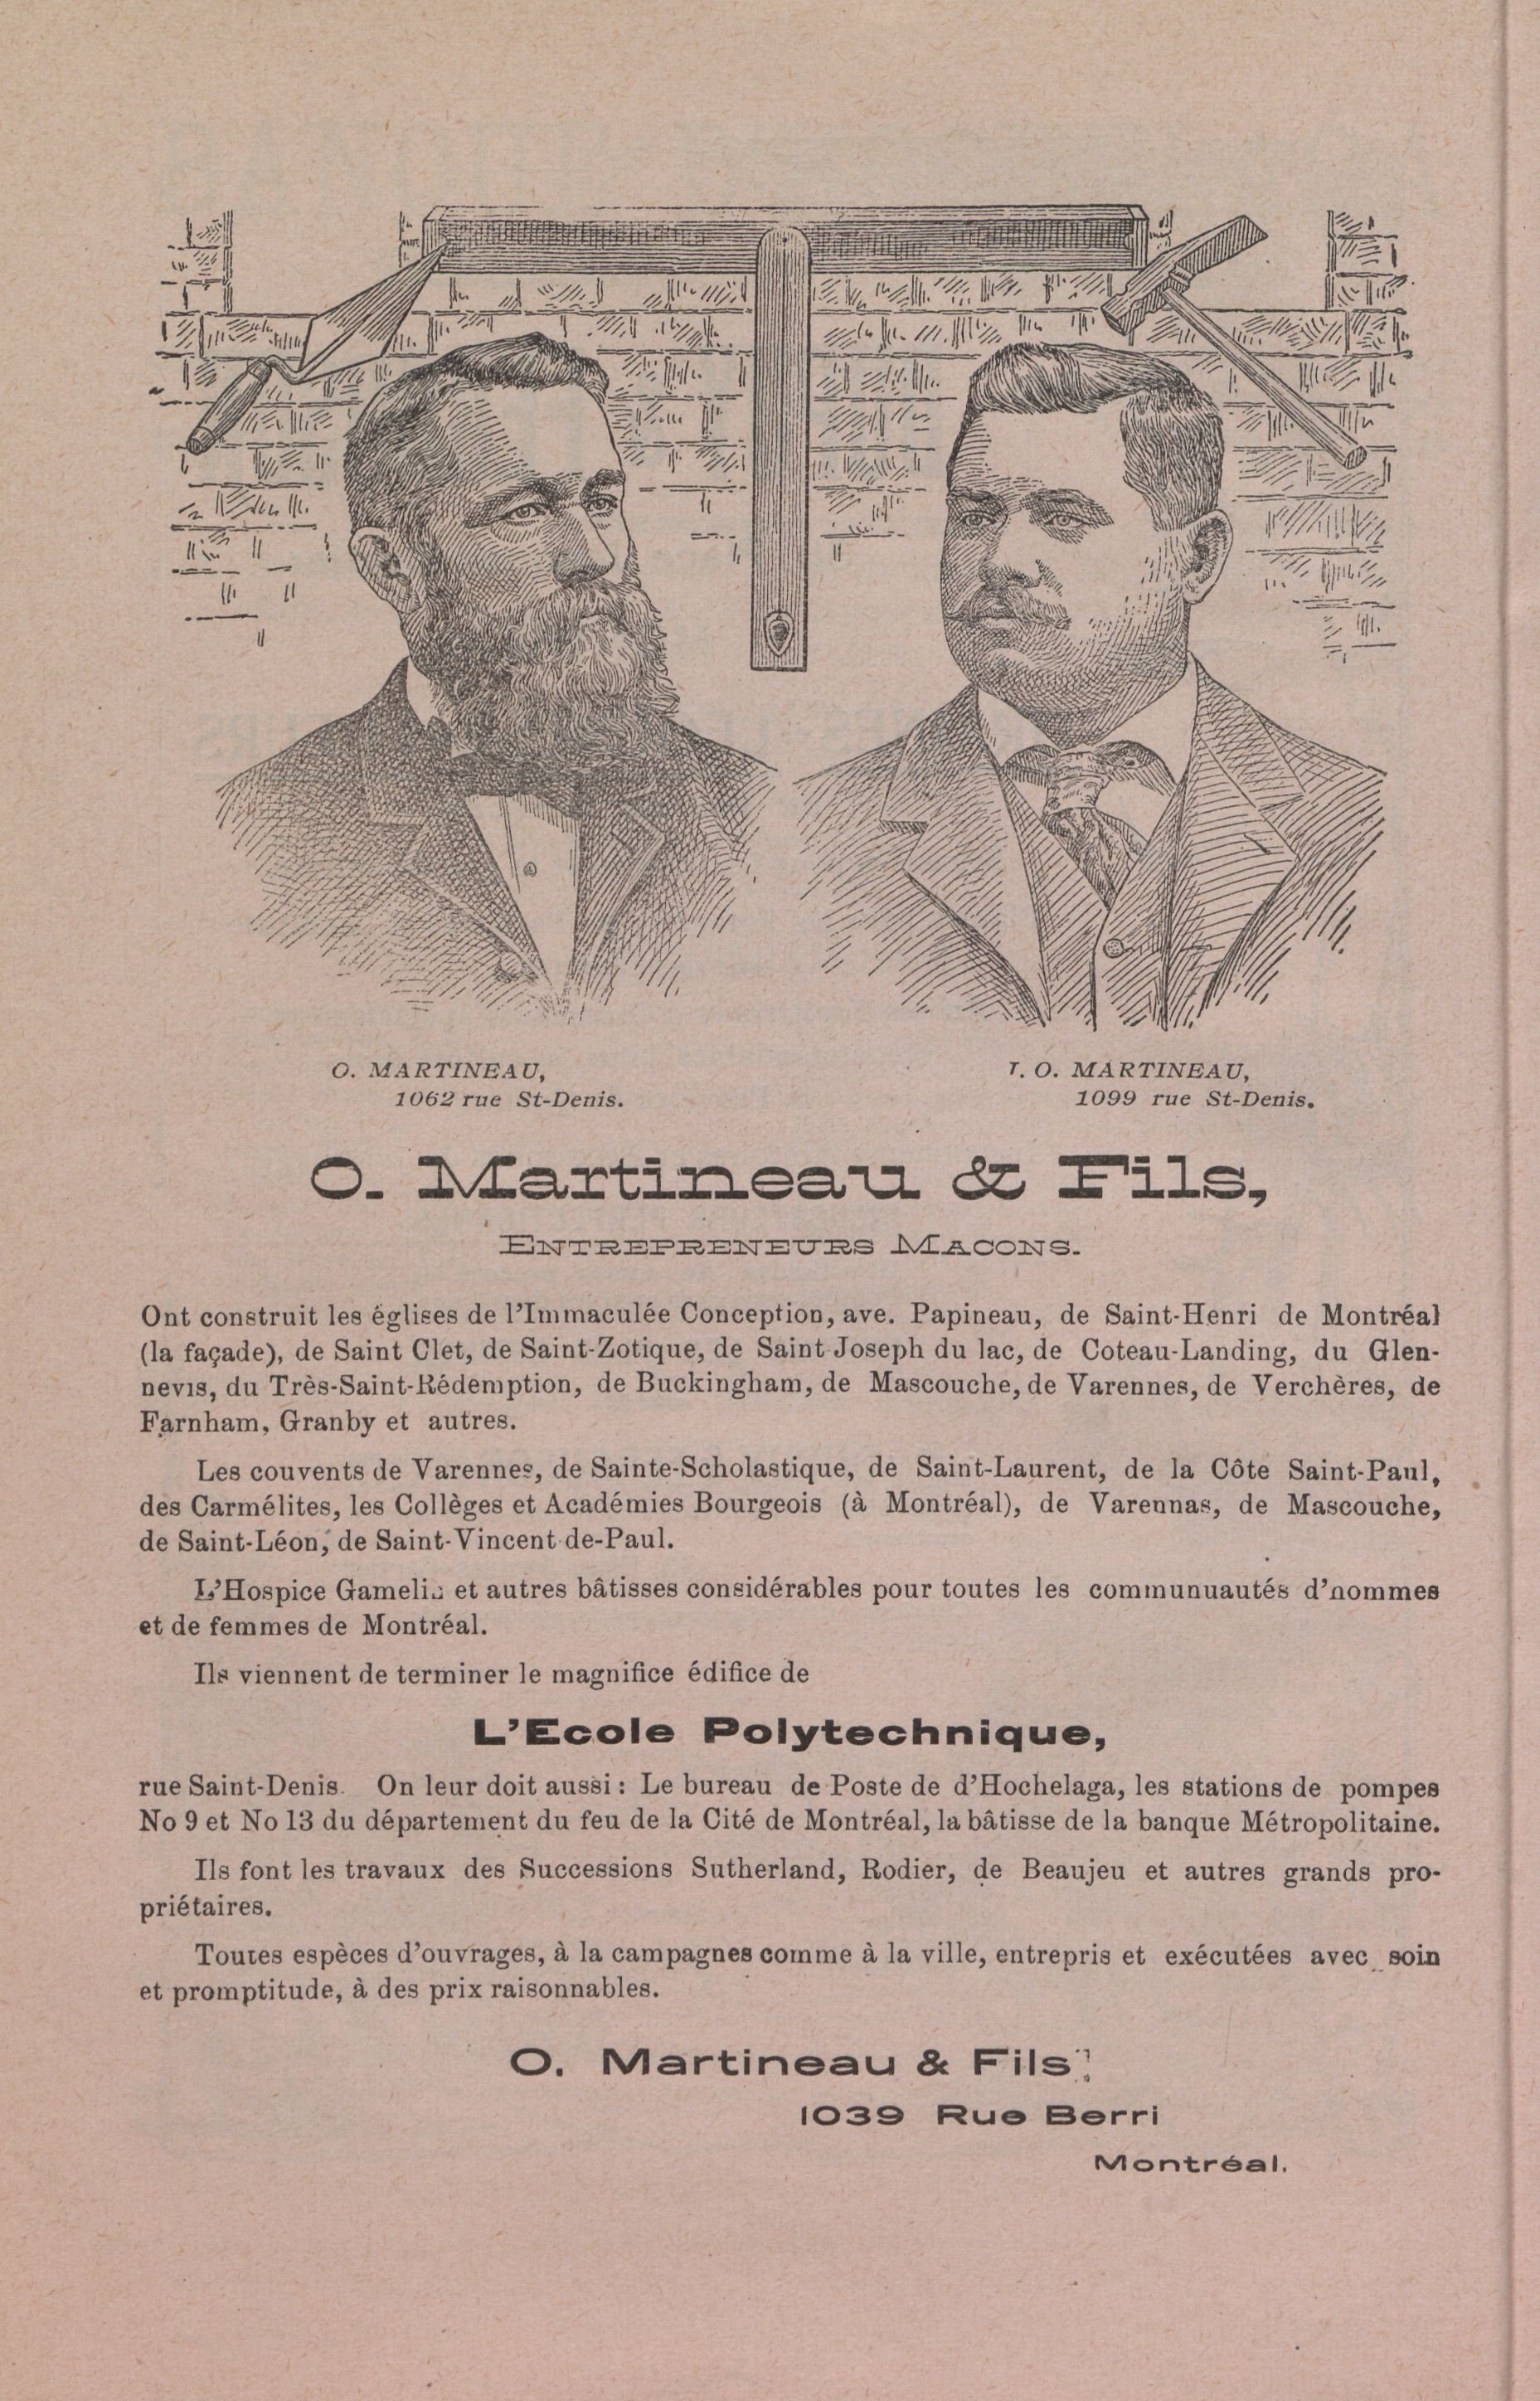 O. MARTINEAU,
1062 rue St-Denis.
T. O. MARTINEAU,
1099 rue St-Denis.
O. Martineau & Fils,
ENTREPRENEURS MACONS.
Ont construit les églises de l'Immaculée Conception, ave. Papineau, de Saint-Henri de Montréal
(la façade), de Saint Clet, de Saint-Zotique, de Saint Joseph du lac, de Coteau-Landing, du Glen-
nevis, du Très-Saint-Rédemption, de Buckingham, de Mascouche, de Varennes, de Verchères, de
Farnham, Granby et autres.
Les couvents de Varennes, de Sainte-Scholastique, de Saint-Laurent, de la Côte Saint-Paul,
des Carmélites, les Collèges et Académies Bourgeois (à Montréal), de Varennas, de Mascouche,
de Saint-Léon, de Saint-Vincent de-Paul.
L'Hospice Gamelin et autres bâtisses considérables pour toutes les communuautés d'hommes
et de femmes de Montréal.
Ils viennent de terminer le magnifice édifice de
L'Ecole Polytechnique,
rue Saint-Denis. On leur doit aussi : Le bureau de Poste de d'Hochelaga, les stations de pompes
No 9 et No 13 du département du feu de la Cité de Montréal, la bâtisse de la banque Métropolitaine.
Ils font les travaux des Successions Sutherland, Rodier, de Beaujeu et autres grands pro-
priétaires.
Toutes espèces d'ouvrages, à la campagnes comme à la ville, entrepris et exécutées avec soin
et promptitude, à des prix raisonnables.
O. Martineau & Fils,
1039 Rue Berri
Montréal.